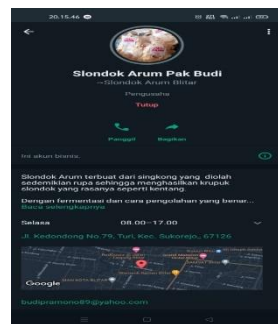 20.15.46
Slondok Arum Pak Budi
~Slondok Arum Blitar
Pengusaha
Tutup
Panggil
Bagikan
Ini akun bisnis.
Slondok Arum terbuat dari singkong yang diolah
sedemikian rupa sehingga menghasilkan krupuk
slondok yang rasanya seperti kentang.
Dengan fermentasi dan cara pengolahan yang benar...
Baca selengkapnya
Selasa 08.00–17.00
Jl. Kedondong No.79, Turi, Kec. Sukorejo, 67126
Google
budipramono89@yahoo.com